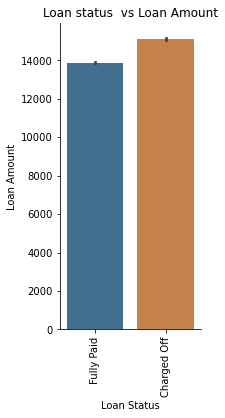 Loan status  vs Loan Amount
14000
12000
10000
8000
6000
4000
2000
0
Loan Amount
Fully Paid
Charged Off
Loan Status